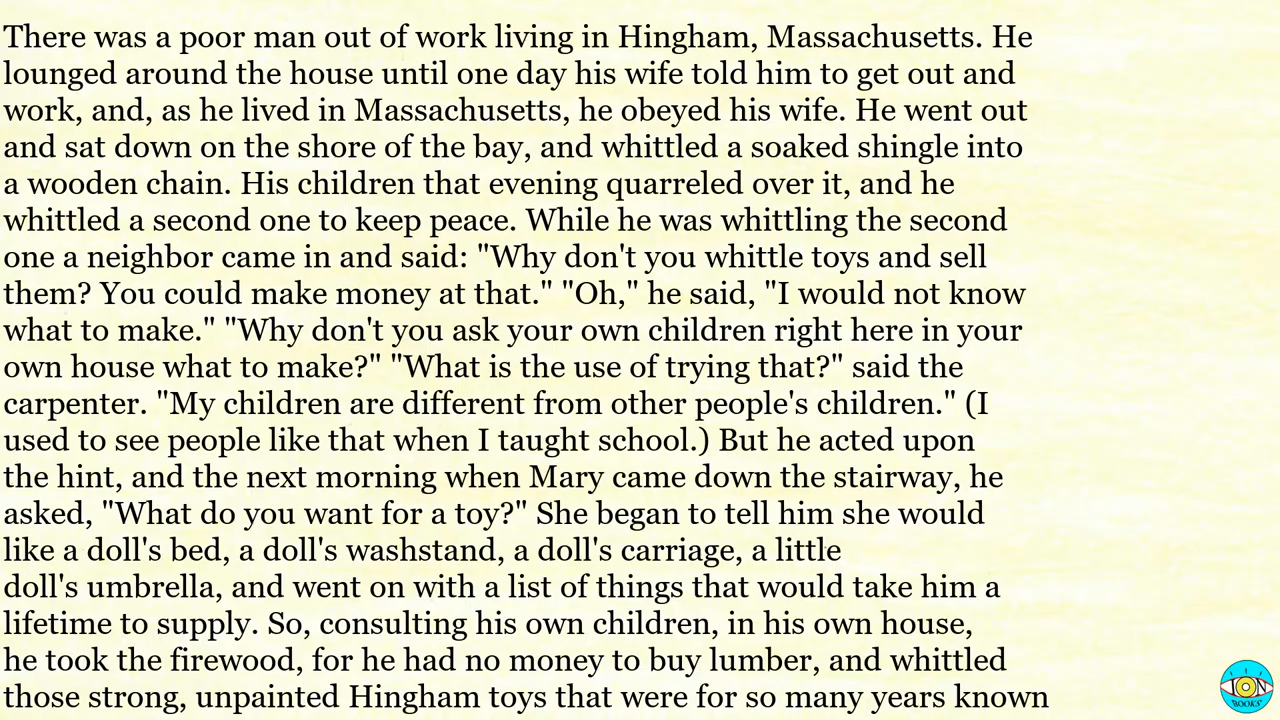 There was a poor man out of work living in Hingham, Massachusetts. He
lounged around the house until one day his wife told him to get out and
work, and, as he lived in Massachusetts, he obeyed his wife. He went out
and sat down on the shore of the bay, and whittled a soaked shingle into
a wooden chain. His children that evening quarreled over it, and he
whittled a second one to keep peace. While he was whittling the second
one a neighbor came in and said: "Why don't you whittle toys and sell
them? You could make money at that." "Oh," he said, "I would not know
what to make." "Why don't you ask your own children right here in your
own house what to make?" "What is the use of trying that?" said the
carpenter. "My children are different from other people's children." (I
used to see people like that when I taught school.) But he acted upon
the hint, and the next morning when Mary came down the stairway, he
asked, "What do you want for a toy?" She began to tell him she would
like a doll's bed, a doll's washstand, a doll's carriage, a little
doll's umbrella, and went on with a list of things that would take him a
lifetime to supply. So, consulting his own children, in his own house,
he took the firewood, for he had no money to buy lumber, and whittled
those strong, unpainted Hingham toys that were for so many years known
ION
BOOKS